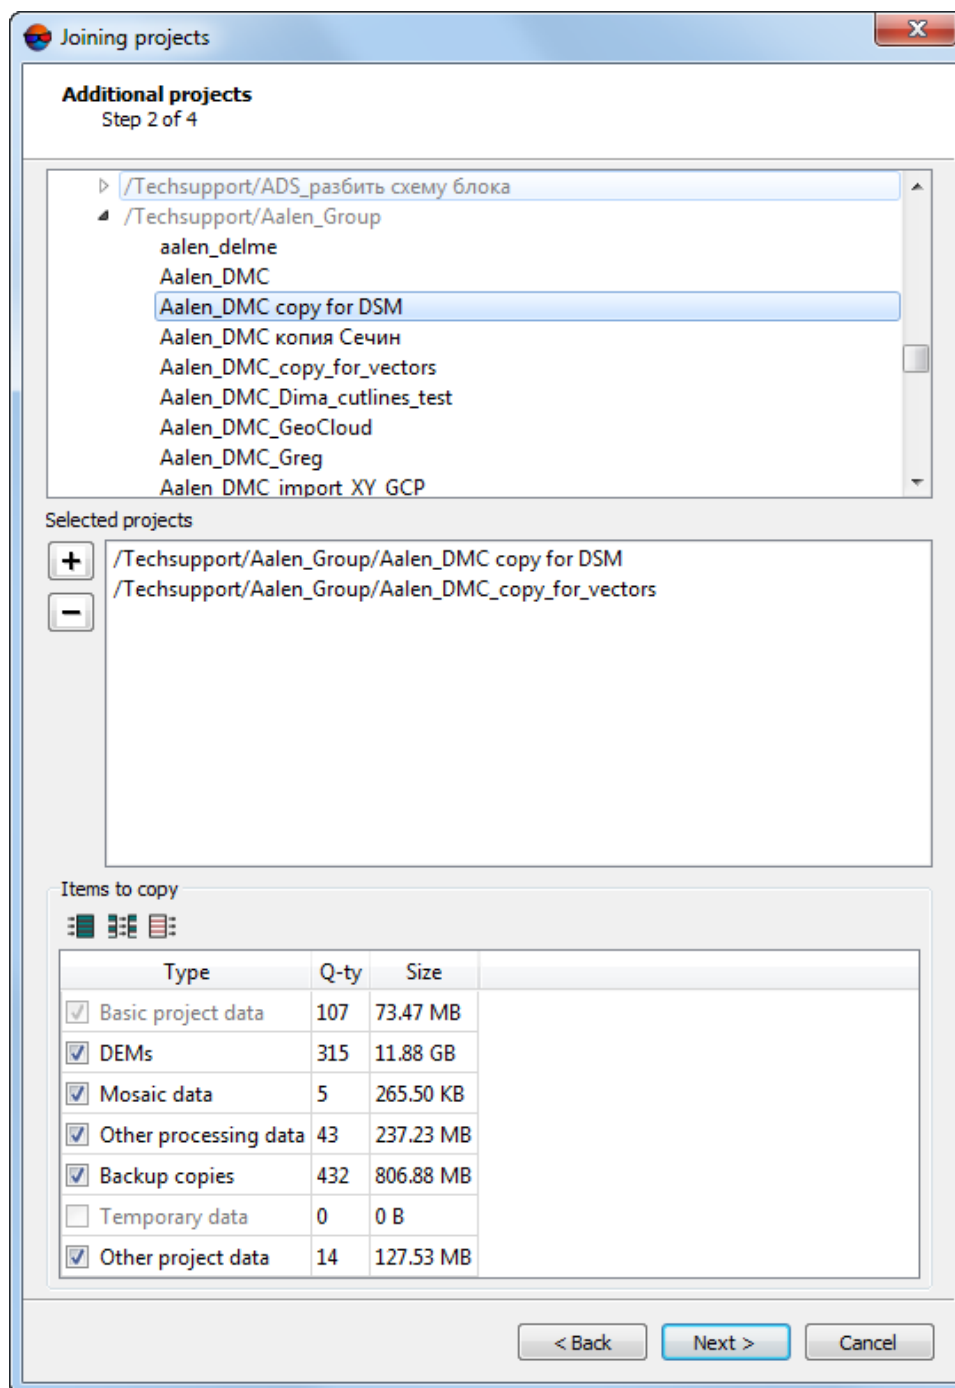 Joining projects
Additional projects
Step 2 of 4
/Techsupport/ADS_разбить схему блока
/Techsupport/Aalen_Group
aalen_delme
Aalen_DMC
Aalen_DMC copy for DSM
Aalen_DMC копия Сечин
Aalen_DMC_copy_for_vectors
Aalen_DMC_Dima_cutlines_test
Aalen_DMC_GeoCloud
Aalen_DMC_Greg
Aalen_DMC_import_XY_GCP
Selected projects
/Techsupport/Aalen_Group/Aalen_DMC copy for DSM
/Techsupport/Aalen_Group/Aalen_DMC_copy_for_vectors
Items to copy
Type Q-ty Size
Basic project data 107 73.47 MB
DEMs 315 11.88 GB
Mosaic data 5 265.50 KB
Other processing data 43 237.23 MB
Backup copies 432 806.88 MB
Temporary data 0 0 B
Other project data 14 127.53 MB
< Back Next > Cancel